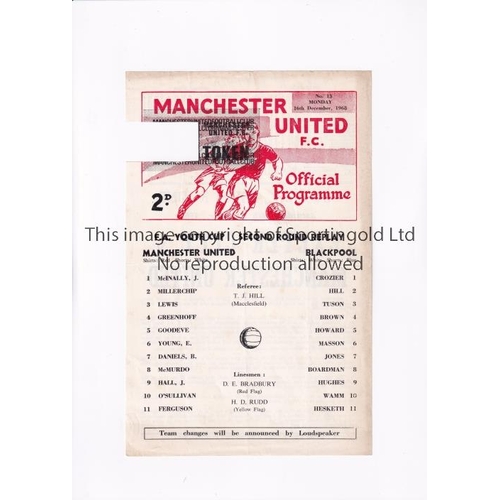 No. 15
MONDAY
16th December, 1968
MANCHESTER
UNITED
F.C.
MANCHESTER
UNITED F.C.
TOKEN
Official
Programme
2D.
F.A. YOUTH CUP SECOND ROUND REPLAY
This image copyright of Sportingold Ltd
No reproduction allowed
MANCHESTER UNITED BLACKPOOL
1 McINALLY, J. CROZIER 1
2 MILLERCHIP Referee: HILL 2
3 LEWIS T. J. HILL TUSON 3
4 GREENHOFF (Macclesfield) BROWN 4
5 GOODEVE HOWARD 5
6 YOUNG, E. MASSON 6
7 DANIELS, B. JONES 7
8 McMURDO Linesmen: BOARDMAN 8
9 HALL, J. D. E. BRADBURY HUGHES 9
(Red Flag)
10 O'SULLIVAN H. D. RUDD WAMM 10
11 FERGUSON (Yellow Flag) HESKETH 11
Team changes will be announced by Loudspeaker